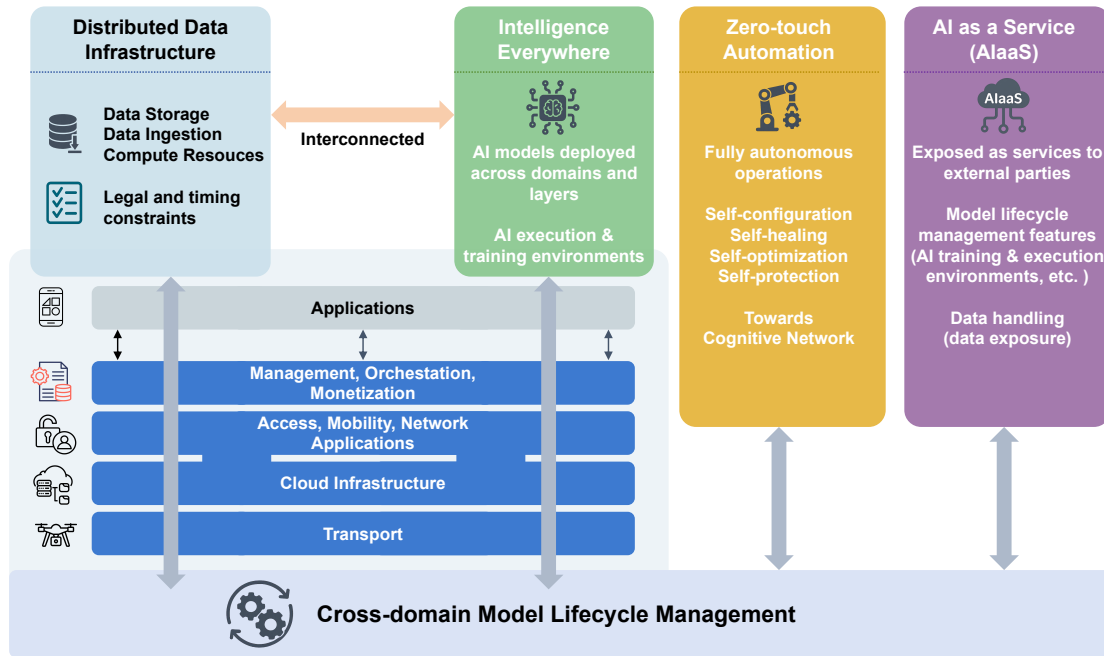 Distributed Data
Infrastructure
Data Storage
Data Ingestion
Compute Resouces
Legal and timing
constraints
Interconnected
Intelligence
Everywhere
AI models deployed
across domains and
layers
AI execution &
training environments
Zero-touch
Automation
Fully autonomous
operations
Self-configuration
Self-healing
Self-optimization
Self-protection
Towards
Cognitive Network
AI as a Service
(AIaaS)
AIaaS
Exposed as services to
external parties
Model lifecycle
management features
(AI training & execution
environments, etc. )
Data handling
(data exposure)
Applications
Management, Orchestation,
Monetization
Access, Mobility, Network
Applications
Cloud Infrastructure
Transport
Cross-domain Model Lifecycle Management